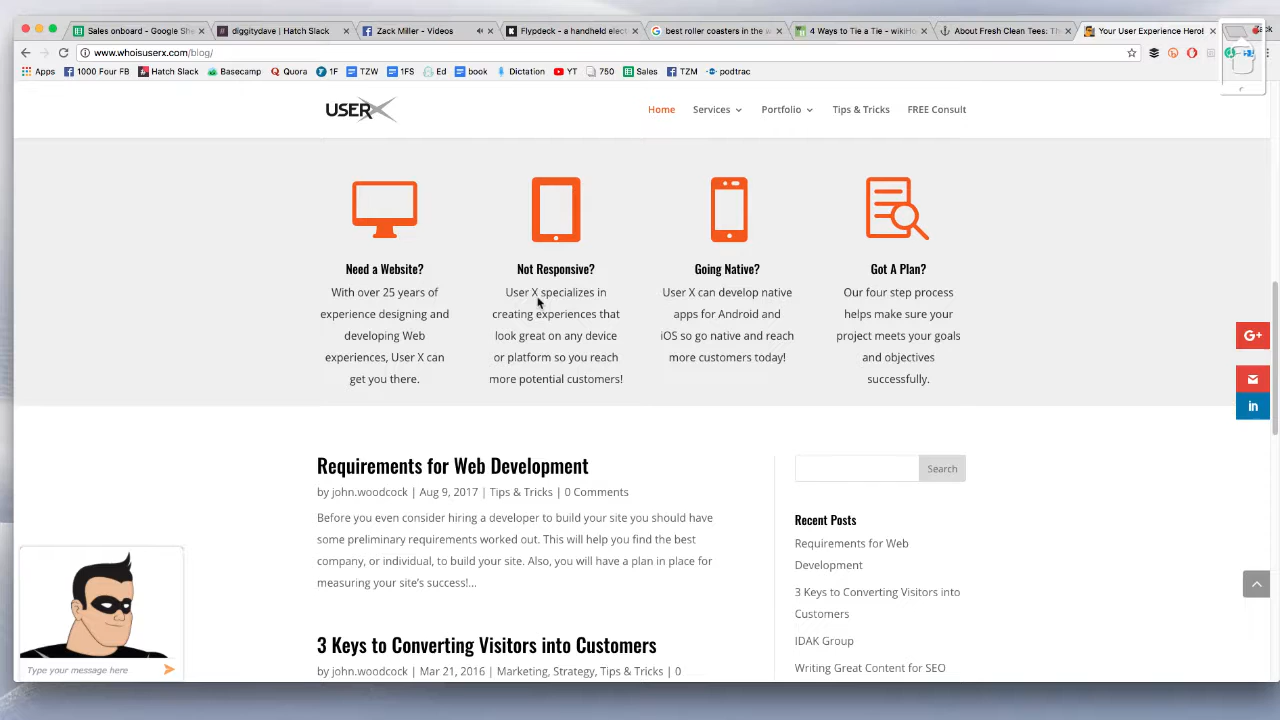 Sales onboard - Google She
diggitydave | Hatch Slack
Zack Miller - Videos
Flypdeck - a handheld elect
best roller coasters in the w
4 Ways to Tie a Tie - wikiHo
About Fresh Clean Tees: Th
Your User Experience Hero!
www.whoisuserx.com/blog/
Apps 1000 Four FB Hatch Slack Basecamp Quora 1F TZW 1FS Ed book Dictation YT 750 Sales TZM podtrac
USERX
Home Services Portfolio Tips & Tricks FREE Consult
Need a Website?
With over 25 years of
experience designing and
developing Web
experiences, User X can
get you there.
Not Responsive?
User X specializes in
creating experiences that
look great on any device
or platform so you reach
more potential customers!
Going Native?
User X can develop native
apps for Android and
iOS so go native and reach
more customers today!
Got A Plan?
Our four step process
helps make sure your
project meets your goals
and objectives
successfully.
G+
in
Requirements for Web Development
by john.woodcock | Aug 9, 2017 | Tips & Tricks | 0 Comments
Before you even consider hiring a developer to build your site you should have
some preliminary requirements worked out. This will help you find the best
company, or individual, to build your site. Also, you will have a plan in place for
measuring your site's success!...
3 Keys to Converting Visitors into Customers
by john.woodcock | Mar 21, 2016 | Marketing, Strategy, Tips & Tricks | 0
Search
Recent Posts
Requirements for Web
Development
3 Keys to Converting Visitors into
Customers
IDAK Group
Writing Great Content for SEO
Type your message here